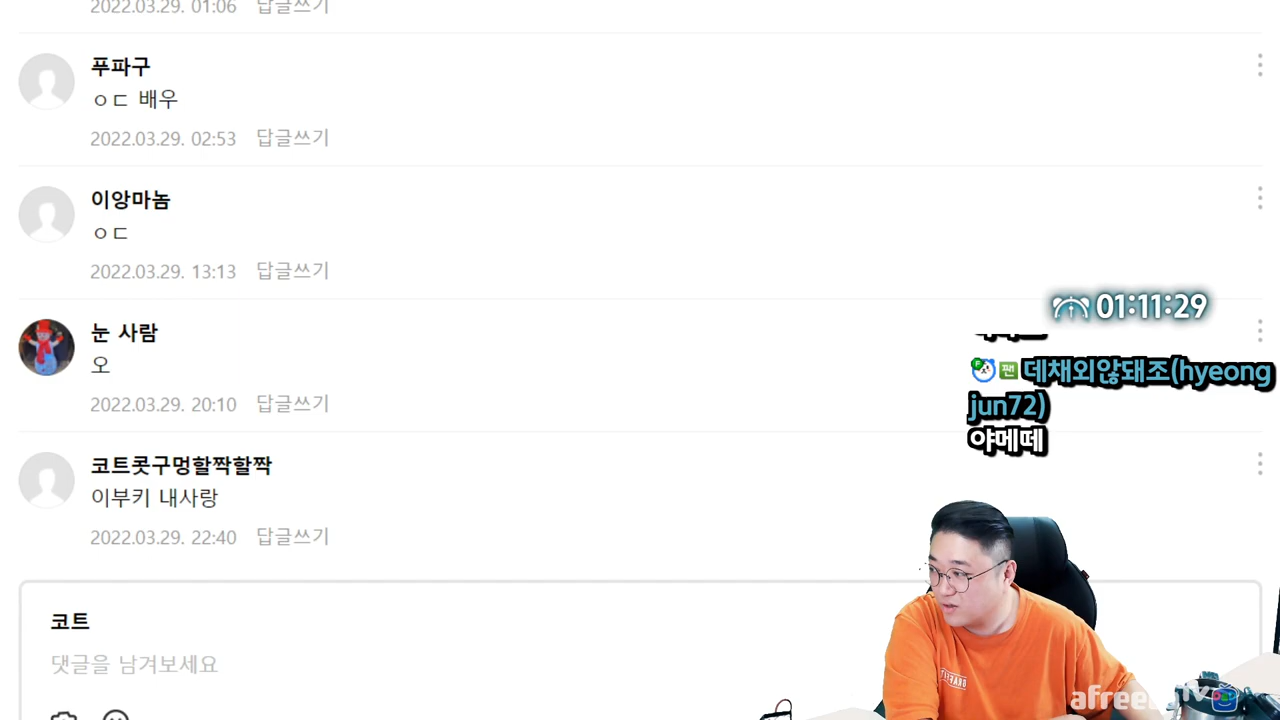 2022.03.29. 01:06 답글쓰기
푸파구
ㅇㄷ 배우
2022.03.29. 02:53 답글쓰기
이앙마놈
ㅇㄷ
2022.03.29. 13:13 답글쓰기
눈 사람
오
2022.03.29. 20:10 답글쓰기
코트콧구멍할짝할짝
이부키 내사랑
2022.03.29. 22:40 답글쓰기
코트
댓글을 남겨보세요
01:11:29
F 팬 데채외않돼조(hyeong
jun72)
야메떼
afreecaTV